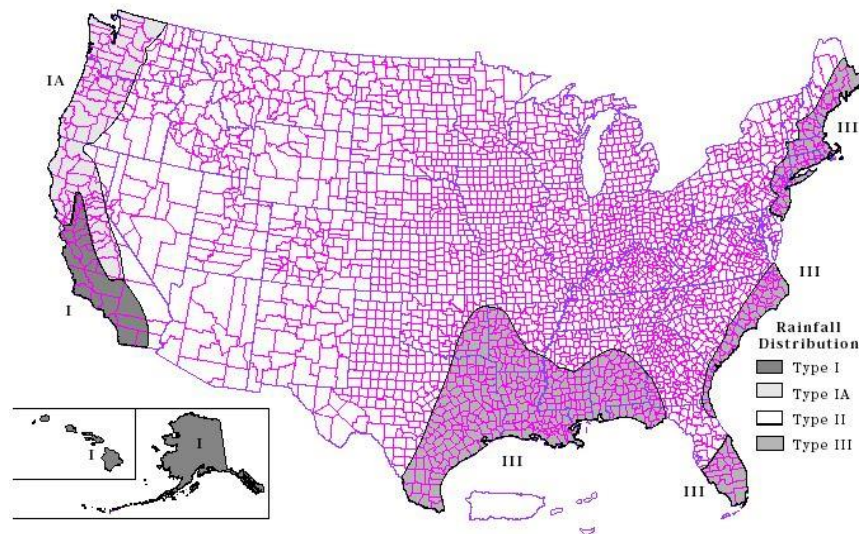 IA
III
III
I
Rainfall
Distribution
Type I
Type IA
Type II
Type III
I
I
III
III